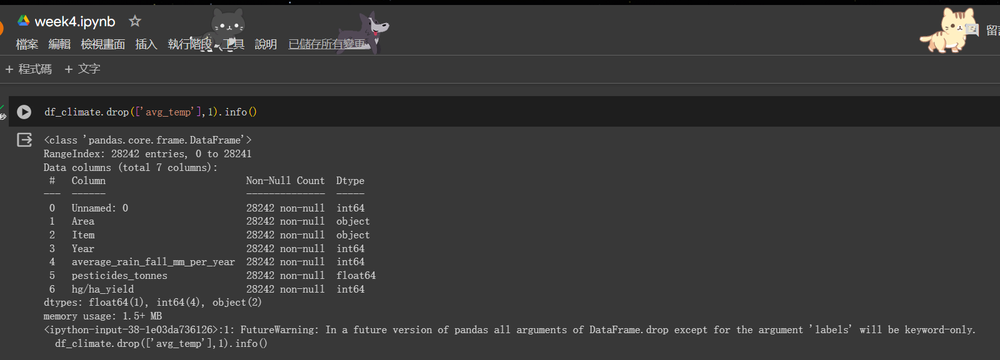 week4.ipynb
檔案 編輯 檢視畫面 插入 執行階段 工具 說明 已儲存所有變更
留言
+ 程式碼 + 文字
秒
df_climate.drop(['avg_temp'],1).info()
<class 'pandas.core.frame.DataFrame'>
RangeIndex: 28242 entries, 0 to 28241
Data columns (total 7 columns):
# Column Non-Null Count Dtype
--- ------ -------------- -----
0 Unnamed: 0 28242 non-null int64
1 Area 28242 non-null object
2 Item 28242 non-null object
3 Year 28242 non-null int64
4 average_rain_fall_mm_per_year 28242 non-null int64
5 pesticides_tonnes 28242 non-null float64
6 hg/ha_yield 28242 non-null int64
dtypes: float64(1), int64(4), object(2)
memory usage: 1.5+ MB
<ipython-input-38-1e03da736126>:1: FutureWarning: In a future version of pandas all arguments of DataFrame.drop except for the argument 'labels' will be keyword-only.
df_climate.drop(['avg_temp'],1).info()